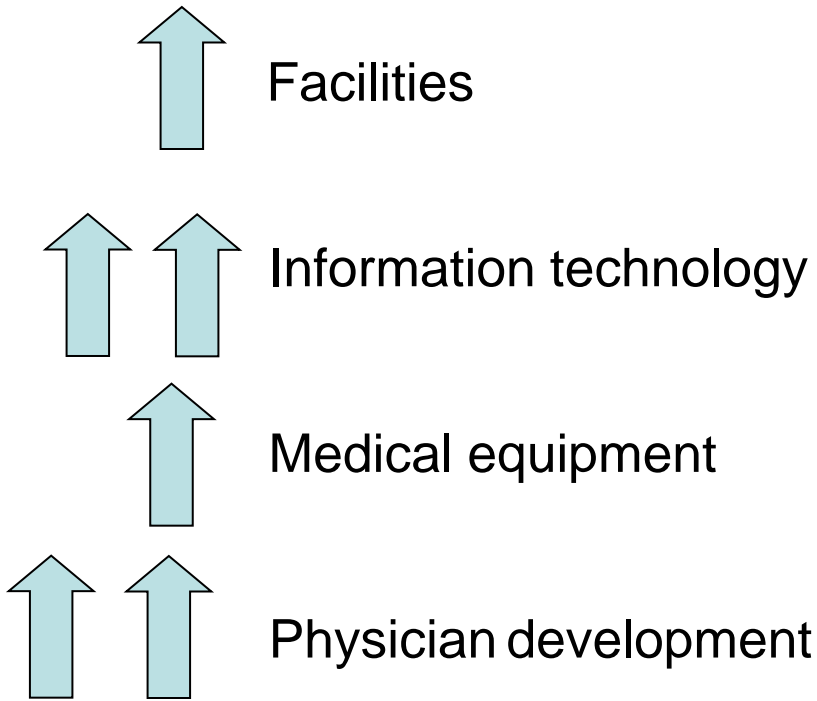 Facilities
Information technology
Medical equipment
Physician development